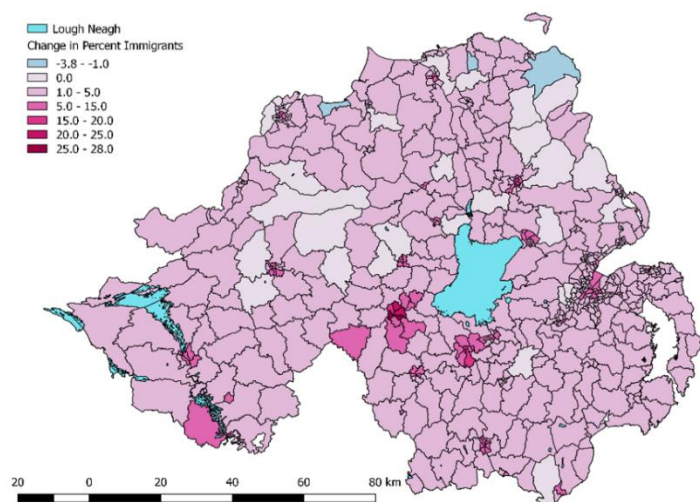 Lough Neagh
Change in Percent Immigrants
-3.8 - -1.0
0.0
1.0 - 5.0
5.0 - 15.0
15.0 - 20.0
20.0 - 25.0
25.0 - 28.0
20 0 20 40 60 80 km